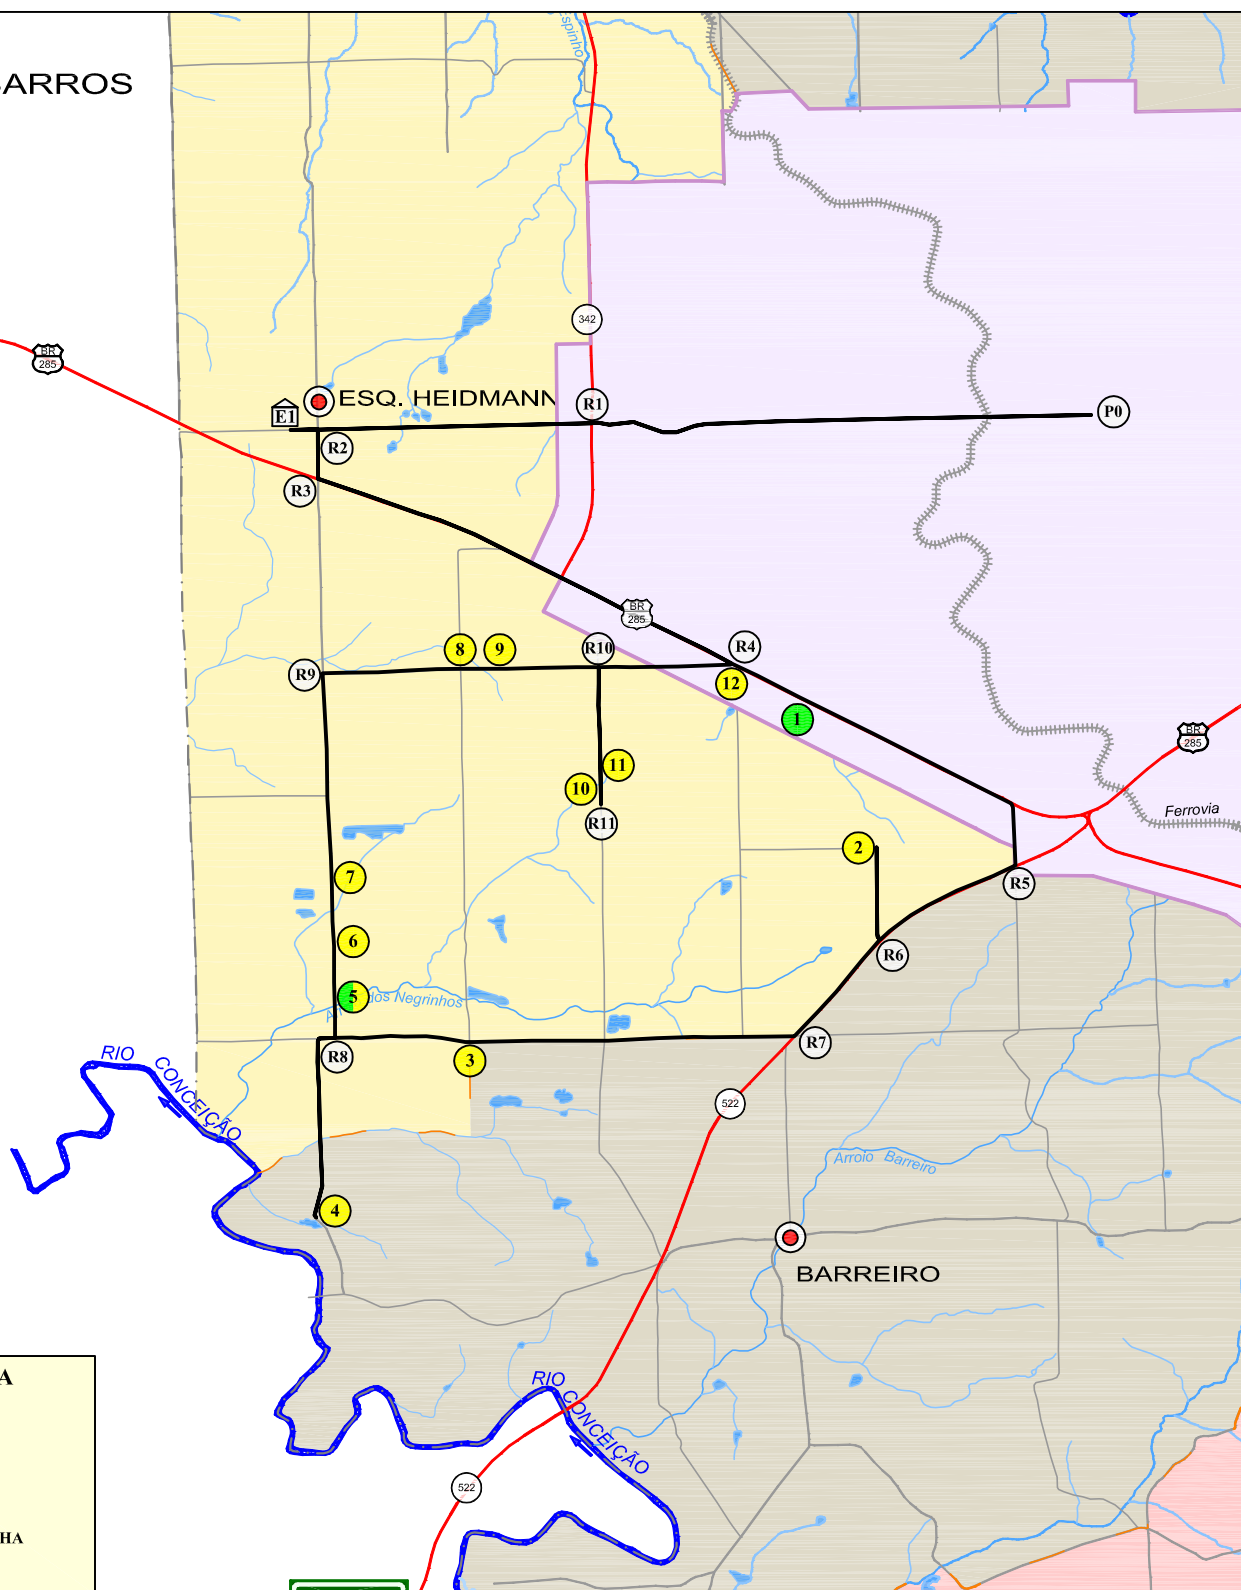 Espinho
ARROS
342
BR
285
ESQ. HEIDMANN
E1
R1
P0
R2
R3
BR
285
R10
R4
8
9
R9
12
1
BR
285
11
10
R11
Ferrovia
2
7
R5
6
R6
5
dos Negrinhos
R8
3
R7
RIO
CONCEIÇÃO
522
Arroio Barreiro
4
BARREIRO
A
RIO
CONCEIÇÃO
522
HA